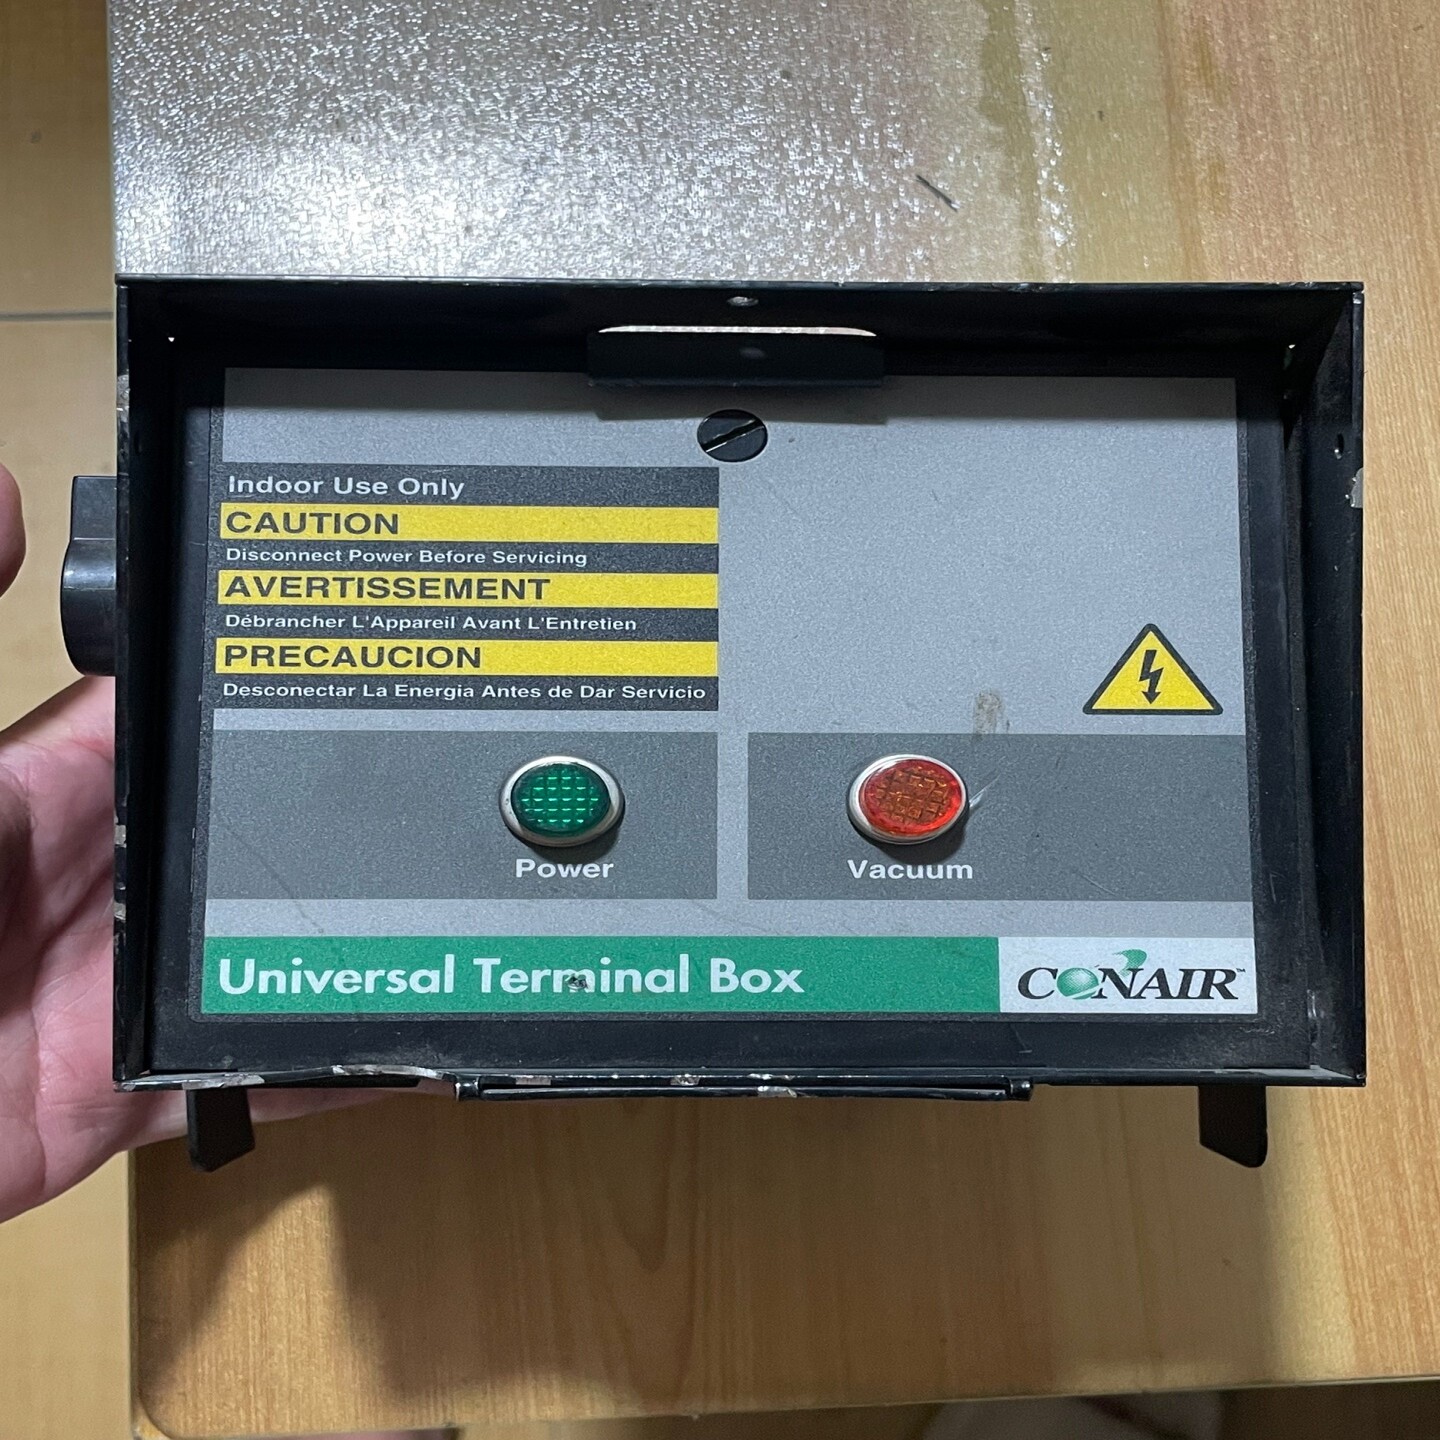 Indoor Use Only
CAUTION
Disconnect Power Before Servicing
AVERTISSEMENT
Débrancher L'Appareil Avant L'Entretien
PRECAUCION
Desconectar La Energia Antes de Dar Servicio
Power
Vacuum
Universal Terminal Box
CONAIR™